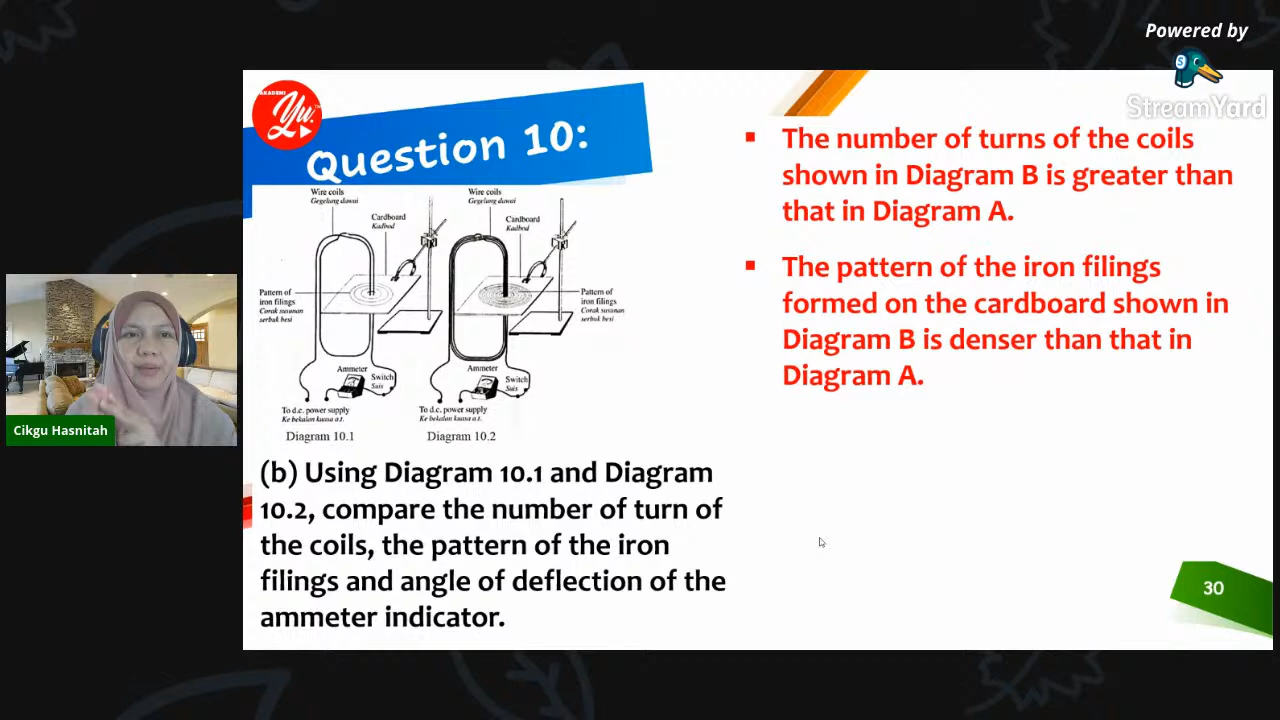 Powered by
StreamYard
AKADEMI
Yu.
Question 10:
Wire coils
Gegelung dawai
Wire coils
Gegelung dawai
Cardboard
Kadbod
Cardboard
Kadbod
Pattern of
iron filings
Corak susunan
serbuk besi
Pattern of
iron filings
Corak susunan
serbuk besi
Ammeter
Switch
Suis
Ammeter
Switch
Suis
To d.c. power supply
Ke bekalan kuasa a.t.
To d.c. power supply
Ke bekalan kuasa a.t.
Diagram 10.1
Diagram 10.2
(b) Using Diagram 10.1 and Diagram
10.2, compare the number of turn of
the coils, the pattern of the iron
filings and angle of deflection of the
ammeter indicator.
▪ The number of turns of the coils
shown in Diagram B is greater than
that in Diagram A.
▪ The pattern of the iron filings
formed on the cardboard shown in
Diagram B is denser than that in
Diagram A.
30
Cikgu Hasnitah